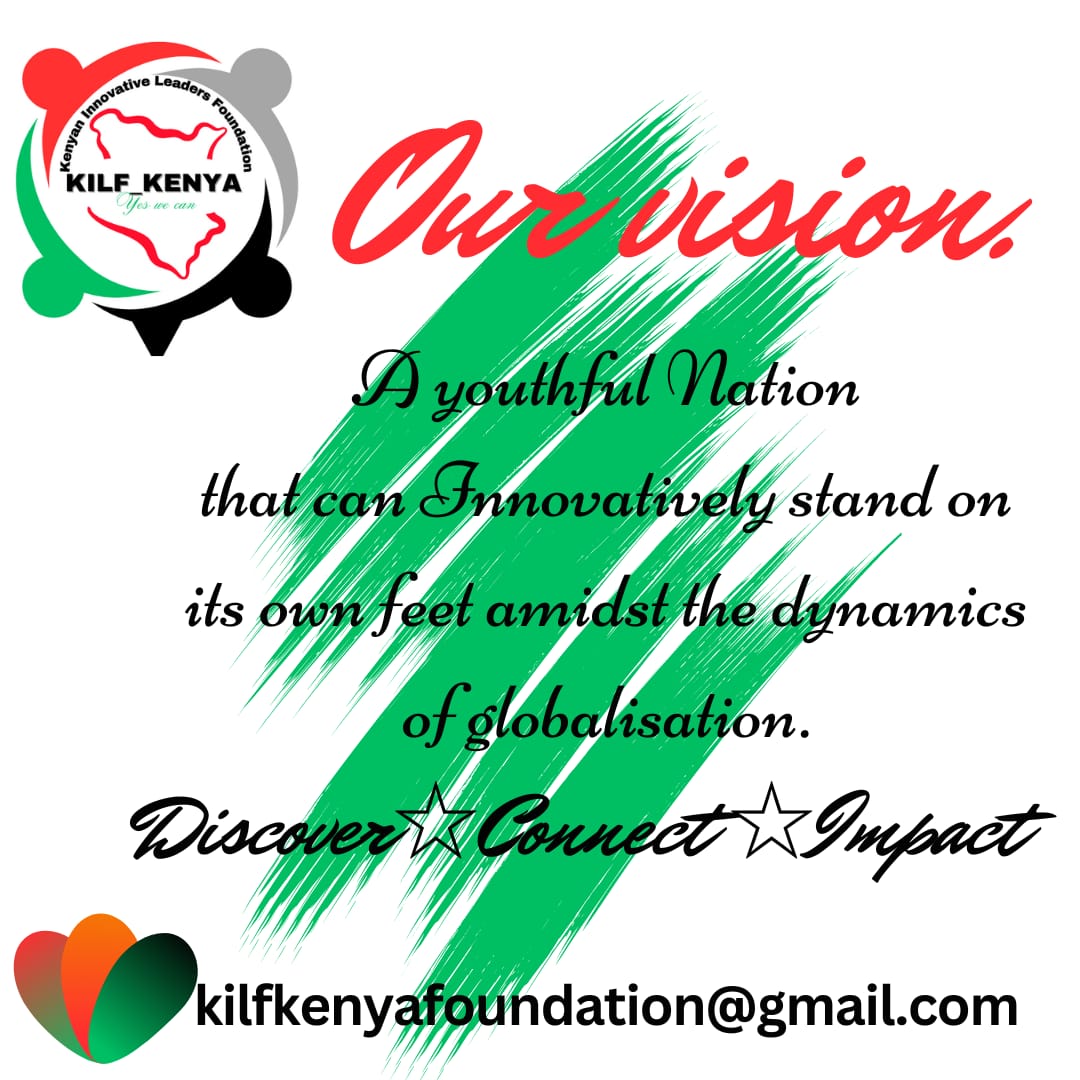 Kenyan Innovative Leaders Foundation
KILF_KENYA
Yes we can
Our vision.
A youthful Nation
that can Innovatively stand on
its own feet amidst the dynamics
of globalisation.
Discover☆Connect☆Impact
kilfkenyafoundation@gmail.com